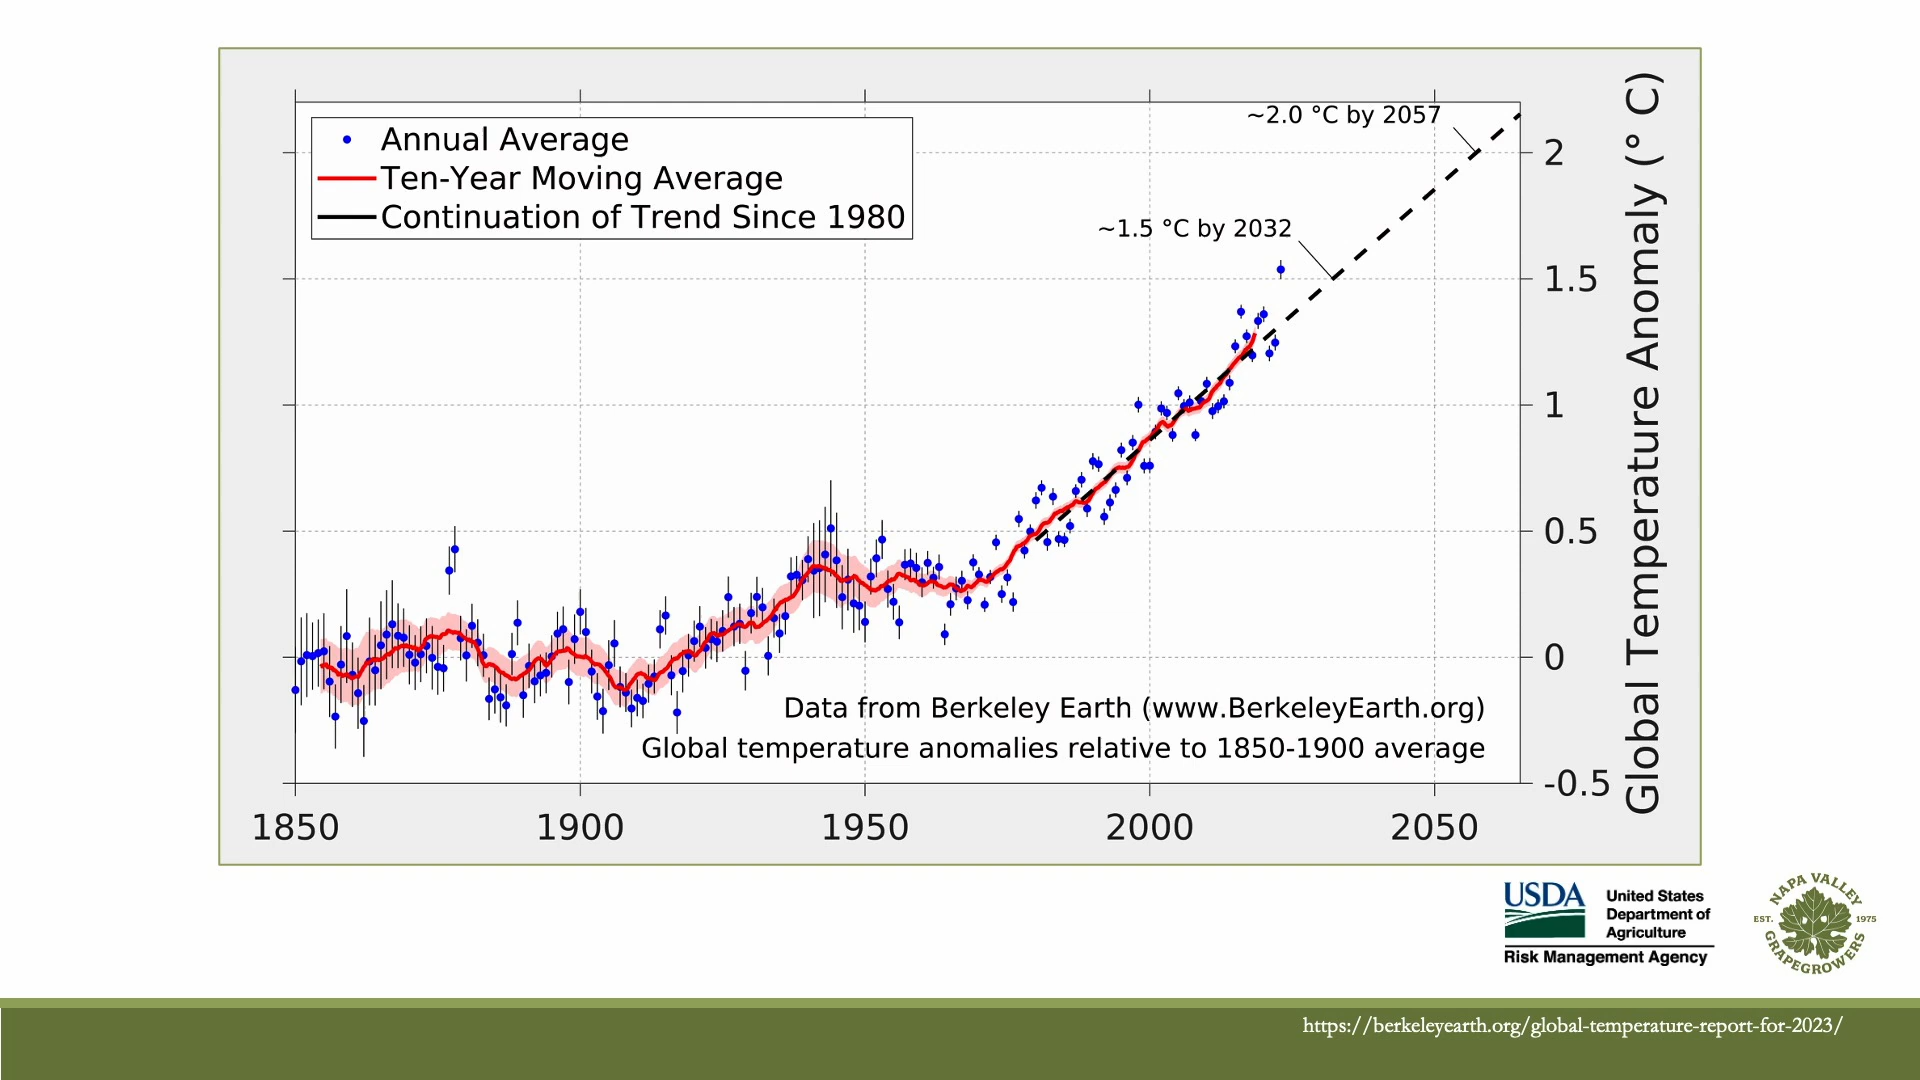 Annual Average
Ten-Year Moving Average
Continuation of Trend Since 1980
~2.0 °C by 2057
~1.5 °C by 2032
2
1.5
1
0.5
0
-0.5
Global Temperature Anomaly (° C)
Data from Berkeley Earth (www.BerkeleyEarth.org)
Global temperature anomalies relative to 1850-1900 average
1850 1900 1950 2000 2050
USDA
United States
Department of
Agriculture
Risk Management Agency
NAPA VALLEY
EST. 1975
GRAPEGROWERS
https://berkeleyearth.org/global-temperature-report-for-2023/